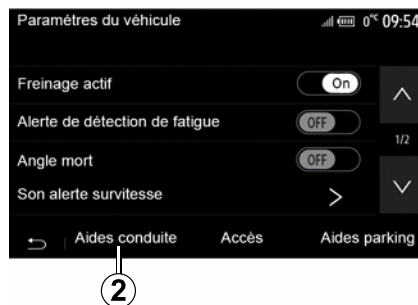 Paramètres du véhicule 0°C 09:54
Freinage actif On
Alerte de détection de fatigue OFF
1/2
Angle mort OFF
Son alerte survitesse
Aides conduite Accès Aides parking
2